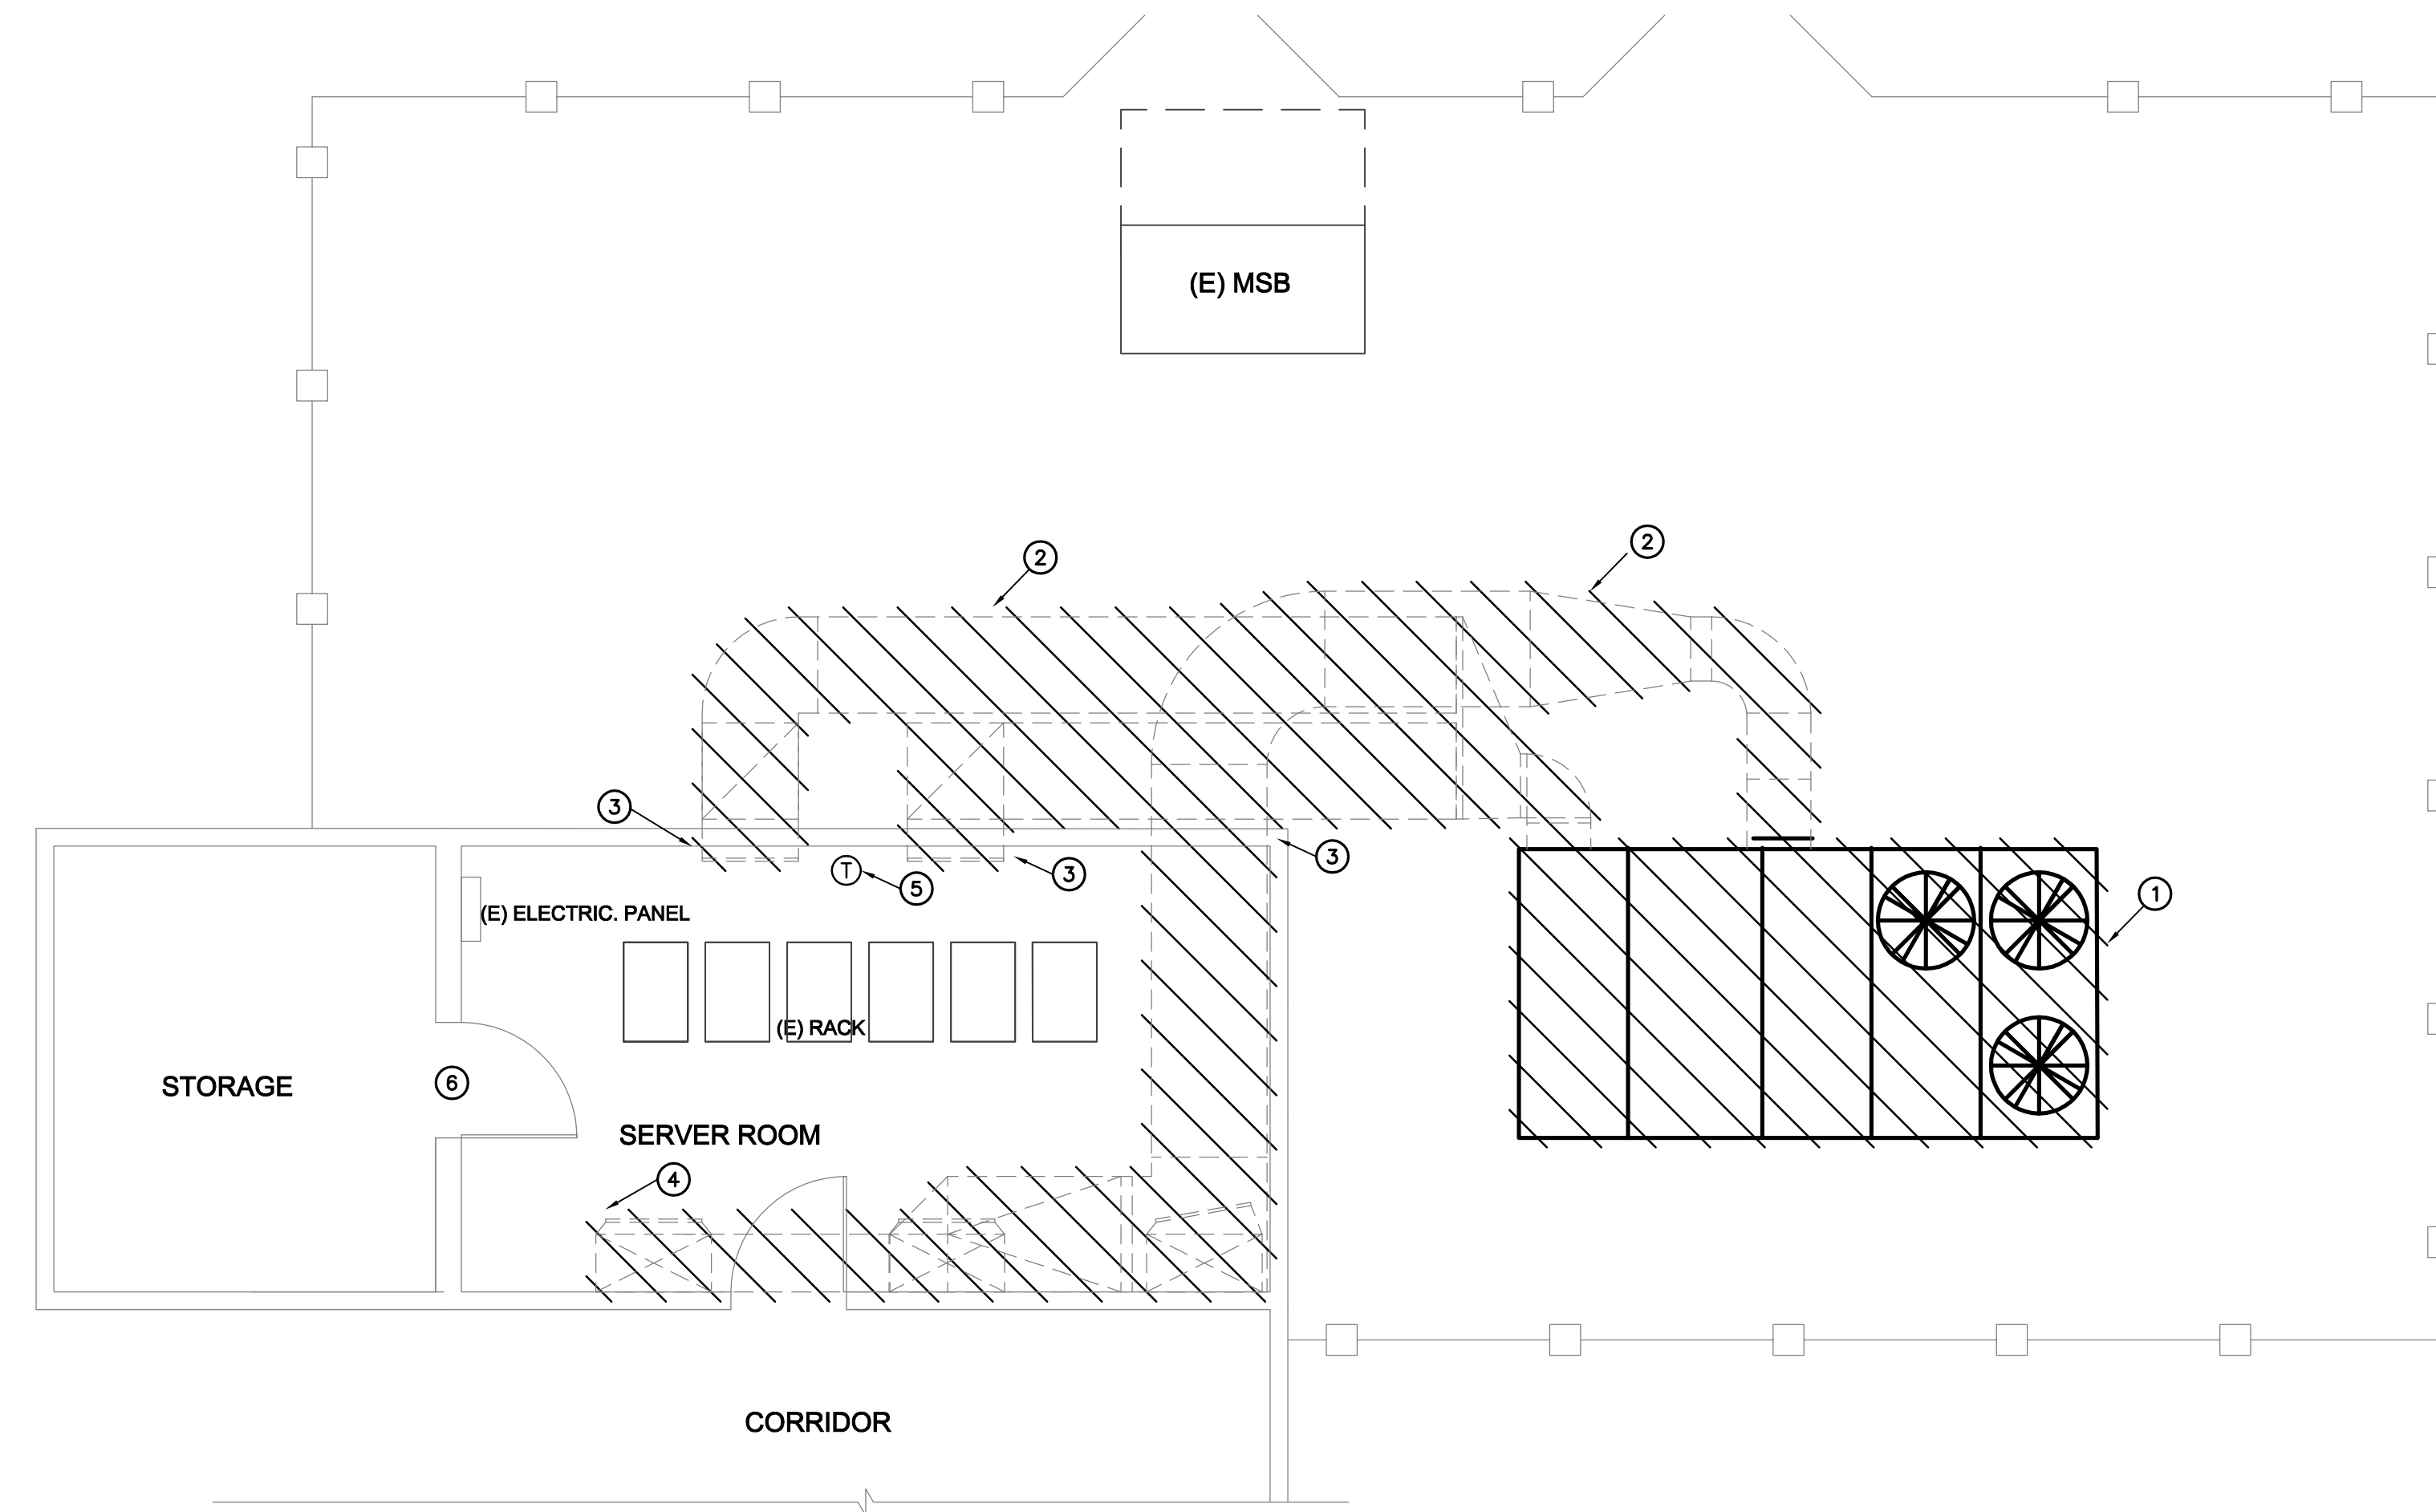 (E) MSB
2
2
3
3
3
T
5
1
(E) ELECTRIC. PANEL
(E) RACK
6
STORAGE
SERVER ROOM
4
CORRIDOR